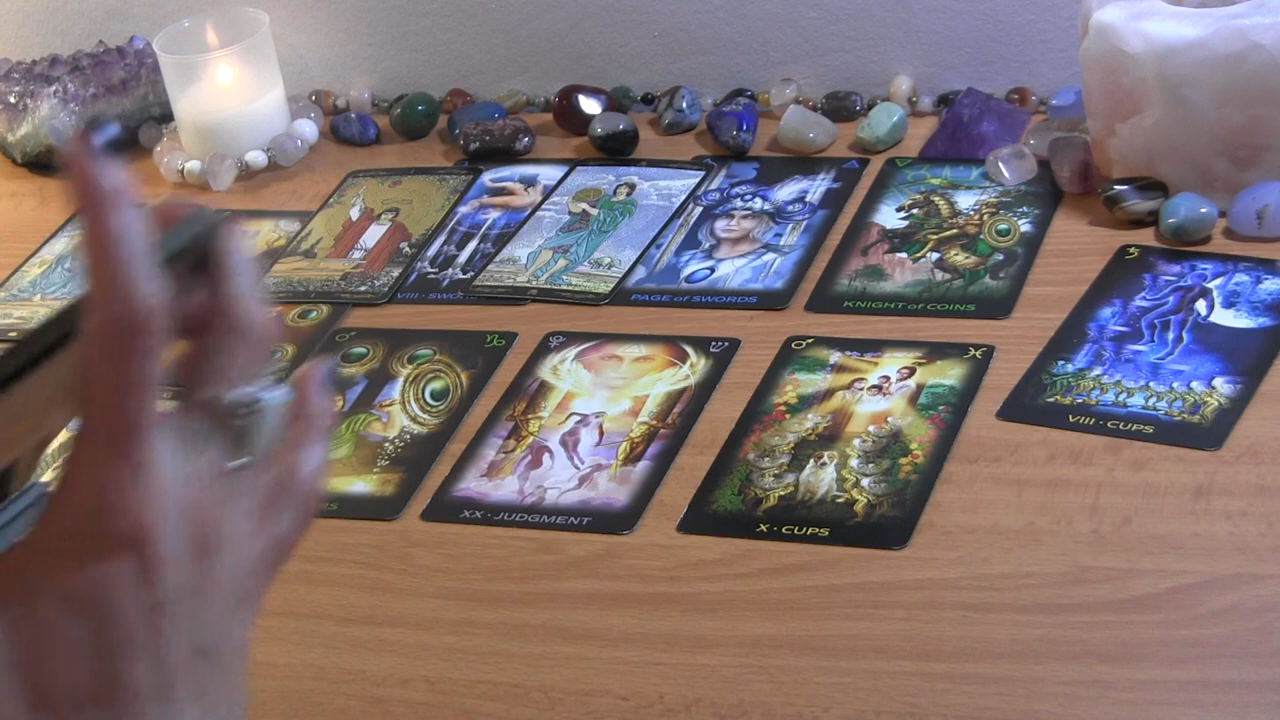 VIII · SWO
PAGE of SWORDS
KNIGHT of COINS
VIII · CUPS
XX · JUDGMENT
X · CUPS